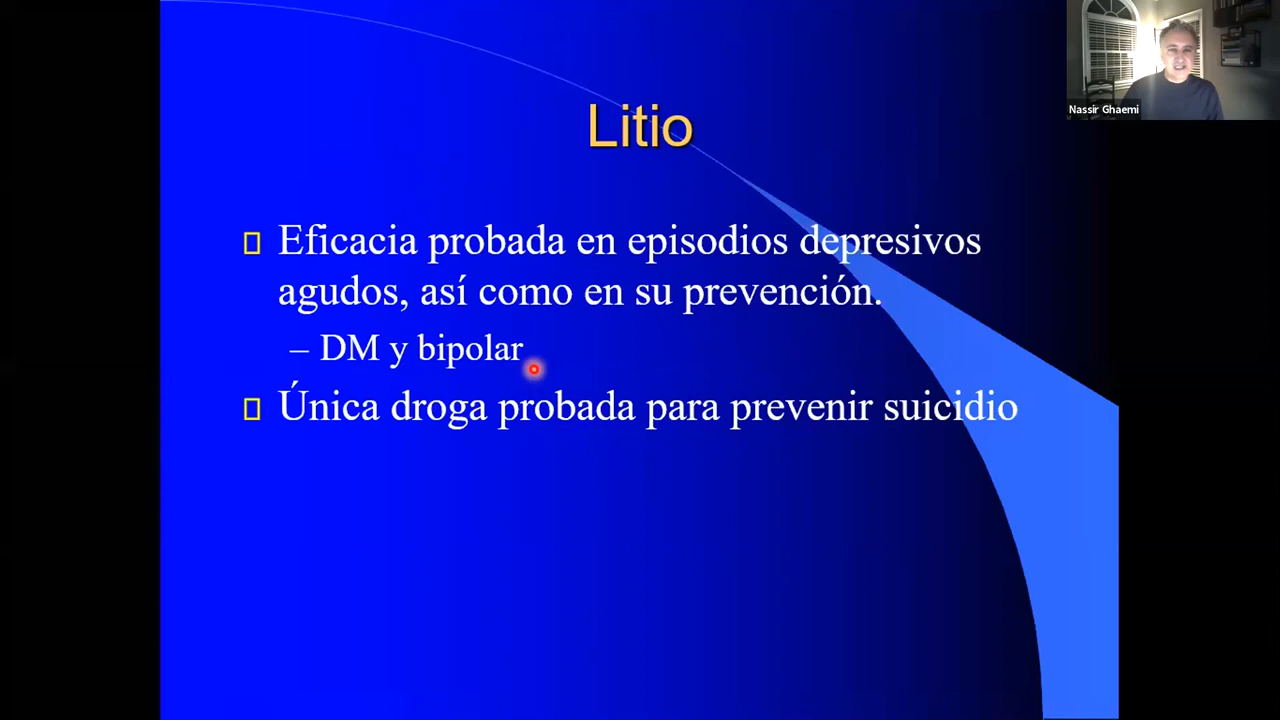 Nassir Ghaemi
Litio
Eficacia probada en episodios depresivos
agudos, así como en su prevención.
– DM y bipolar
Única droga probada para prevenir suicidio